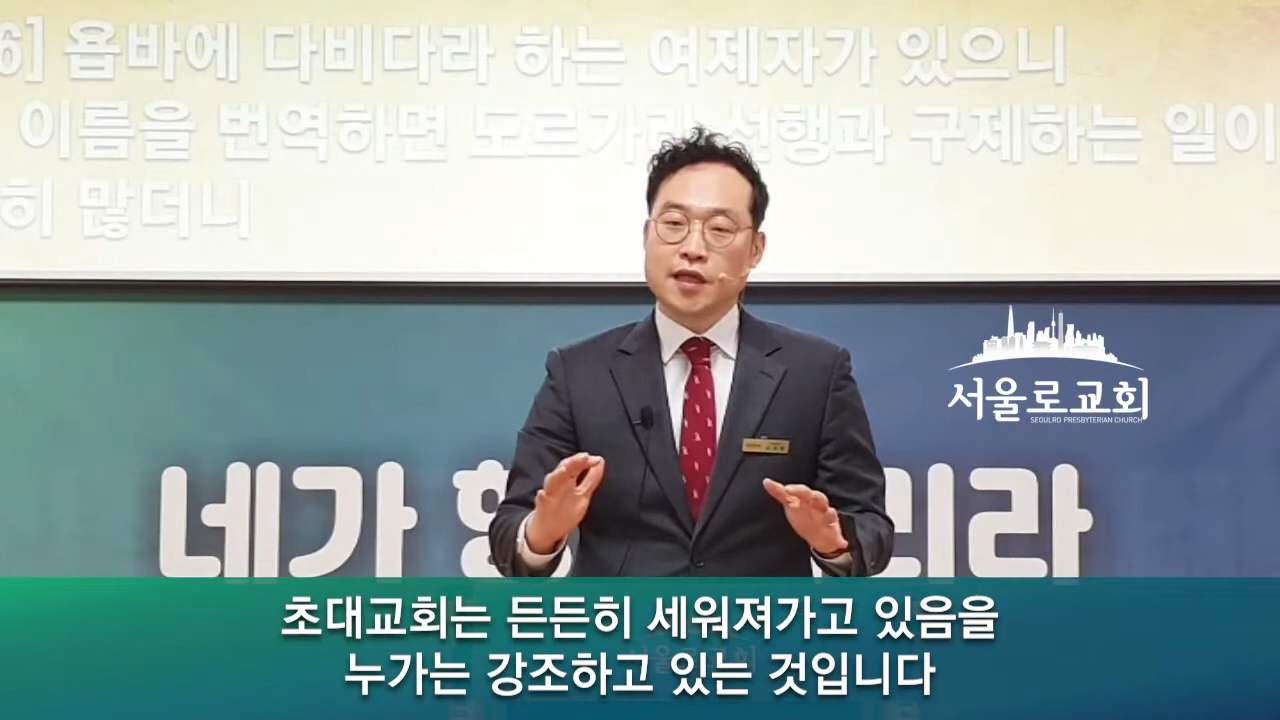 6] 욥바에 다비다라 하는 여제자가 있으니
이름을 번역하면 도르가라 선행과 구제하는 일이
히 많더니
서울로교회
SEOULRO PRESBYTERIAN CHURCH
네가 리라
초대교회는 든든히 세워져가고 있음을
누가는 강조하고 있는 것입니다